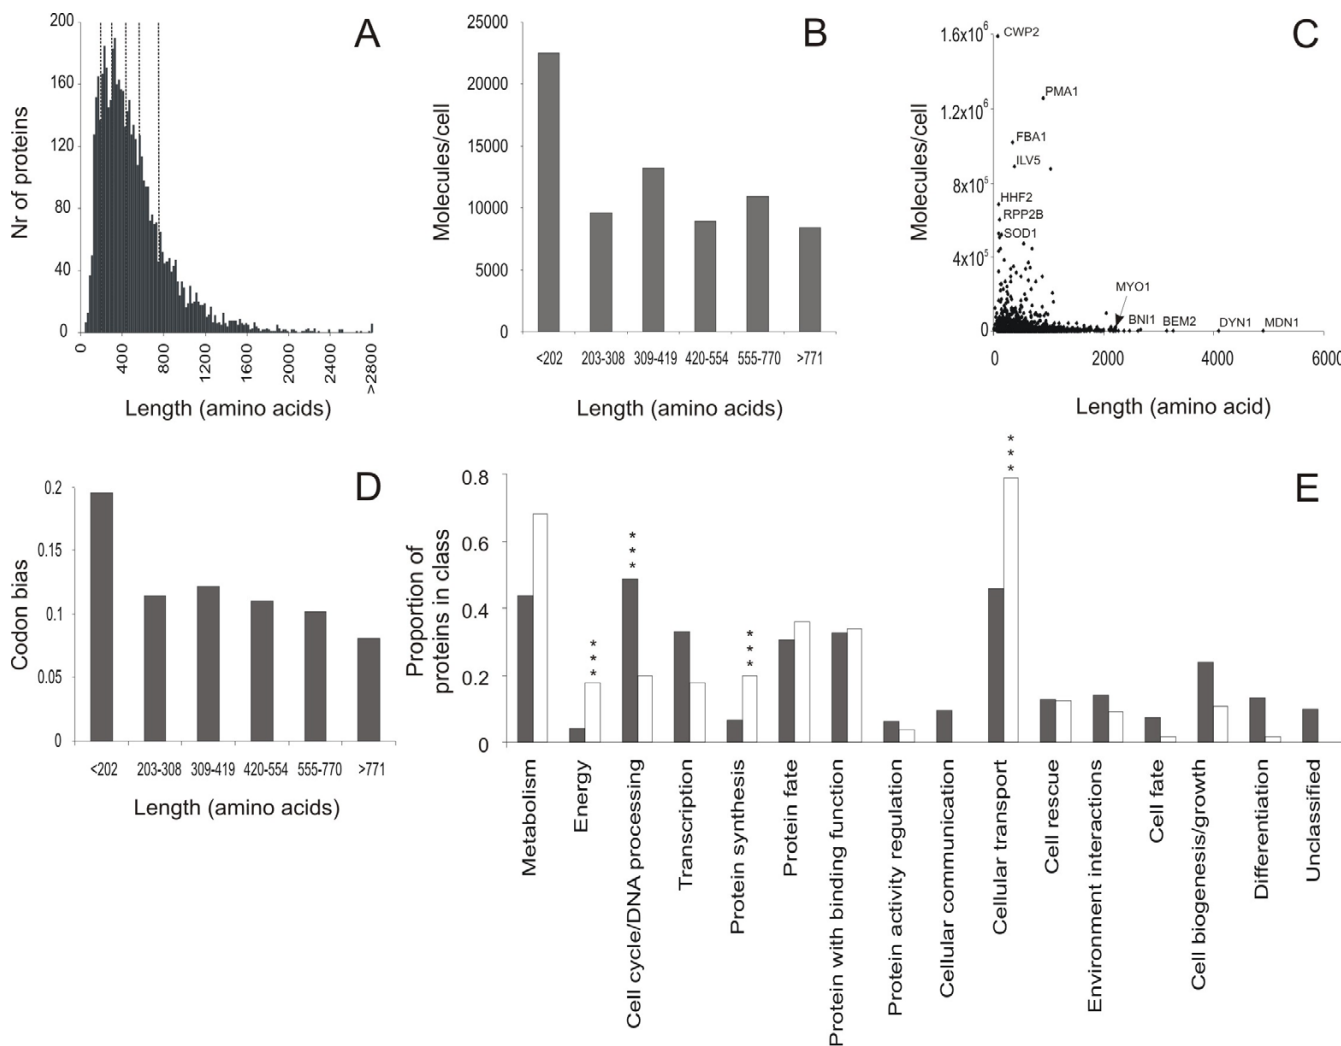 A
200
160
120
80
40
0
Nr of proteins
0
400
800
1200
1600
2000
2400
>2800
Length (amino acids)
B
25000
20000
15000
10000
5000
0
Molecules/cell
<202
203-308
309-419
420-554
555-770
>771
Length (amino acids)
C
1.6x10⁶
1.2x10⁶
8x10⁵
4x10⁵
0
Molecules/cell
CWP2
PMA1
FBA1
ILV5
HHF2
RPP2B
SOD1
MYO1
BNI1
BEM2
DYN1
MDN1
0
2000
4000
6000
Length (amino acid)
D
0.2
0.15
0.1
0.05
0
Codon bias
<202
203-308
309-419
420-554
555-770
>771
Length (amino acids)
E
0.8
0.6
0.4
0.2
0
Proportion of
proteins in class
***
***
***
***
Metabolism
Energy
Cell cycle/DNA processing
Transcription
Protein synthesis
Protein fate
Protein with binding function
Protein activity regulation
Cellular communication
Cellular transport
Cell rescue
Environment interactions
Cell fate
Cell biogenesis/growth
Differentiation
Unclassified